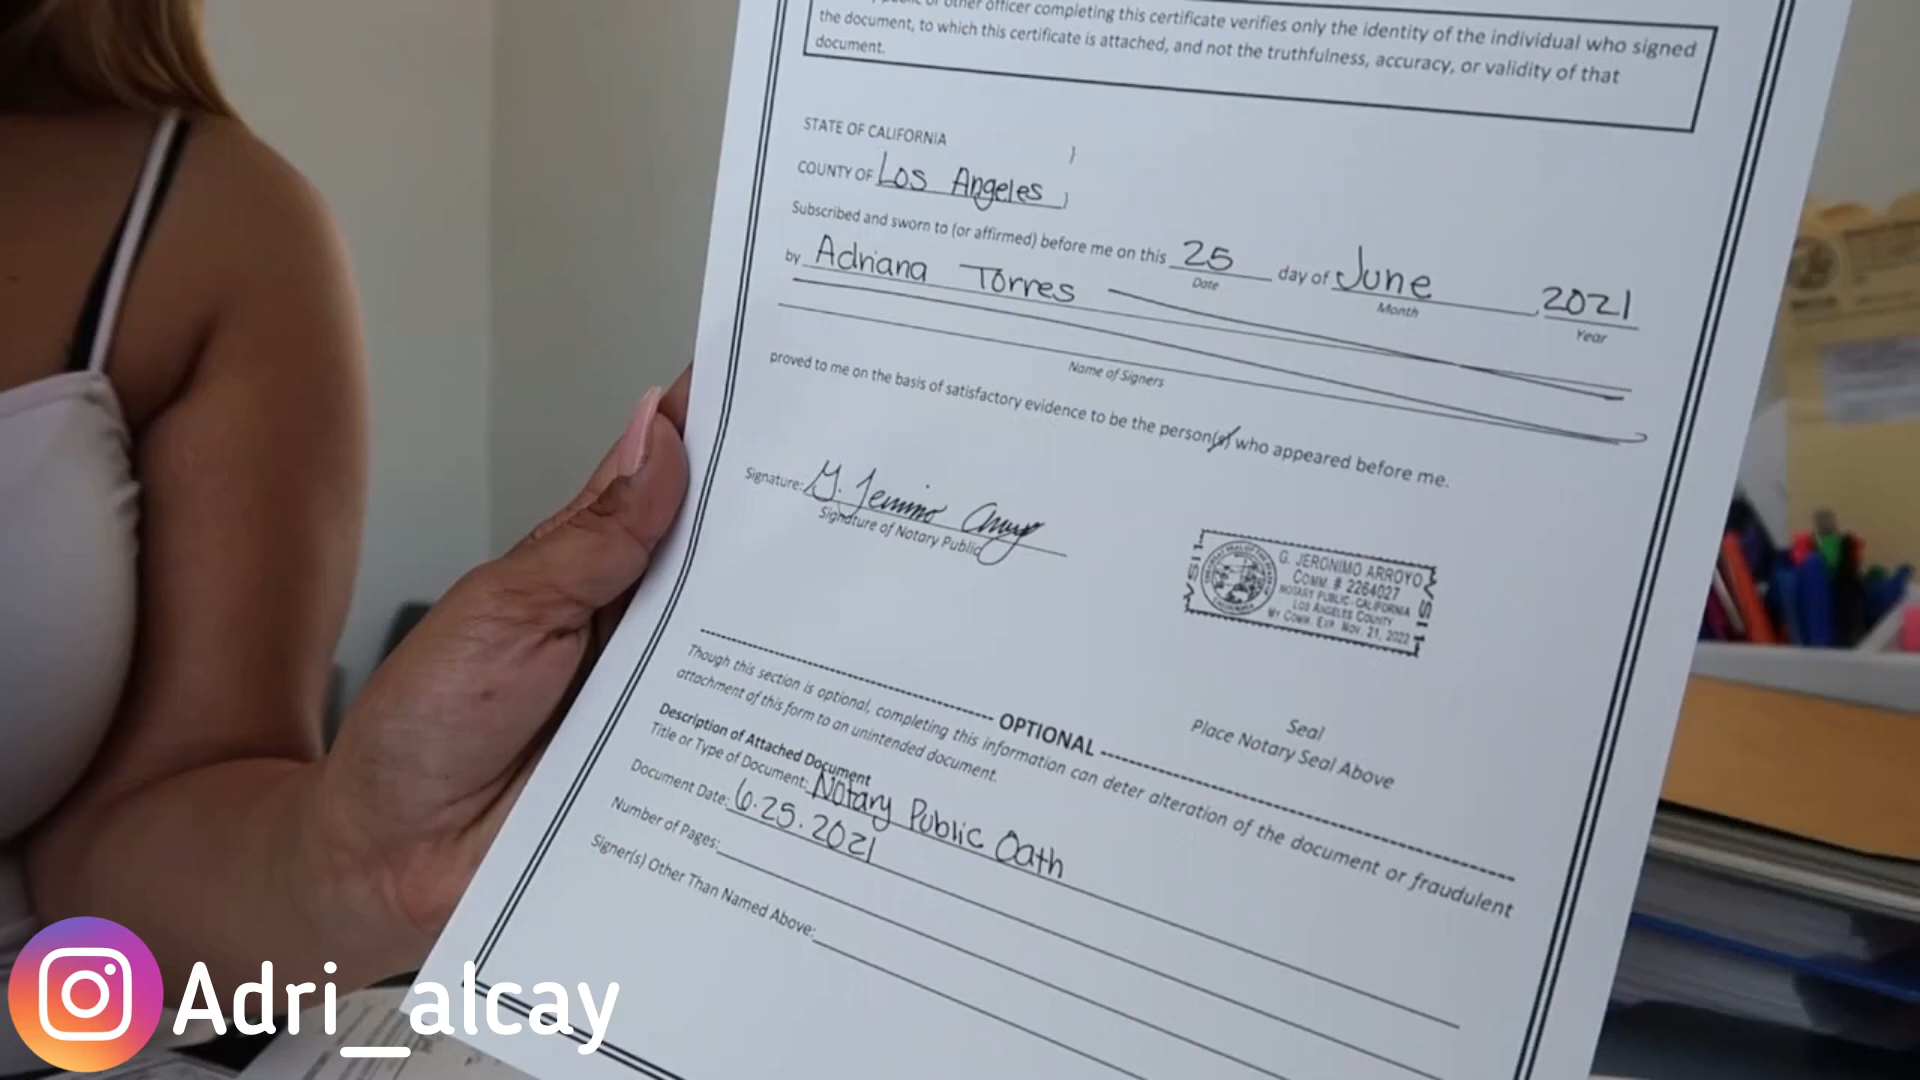 or other officer completing this certificate verifies only the identity of the individual who signed
the document, to which this certificate is attached, and not the truthfulness, accuracy, or validity of that
document.
STATE OF CALIFORNIA )
COUNTY OF Los Angeles )
Subscribed and sworn to (or affirmed) before me on this 25 day of June, 2021
Date Month Year
by Adriana Torres
Name of Signers
proved to me on the basis of satisfactory evidence to be the person(s) who appeared before me.
Signature: G. Jeronimo Arroyo
Signature of Notary Public
G. JERONIMO ARROYO
COMM. # 2264027
NOTARY PUBLIC-CALIFORNIA
LOS ANGELES COUNTY
MY COMM. EXP. NOV. 21, 2022
Seal
Place Notary Seal Above
OPTIONAL
Though this section is optional, completing this information can deter alteration of the document or fraudulent
attachment of this form to an unintended document.
Description of Attached Document
Title or Type of Document: Notary Public Oath
Document Date: 6.25.2021
Number of Pages:
Signer(s) Other Than Named Above:
Adri_alcay